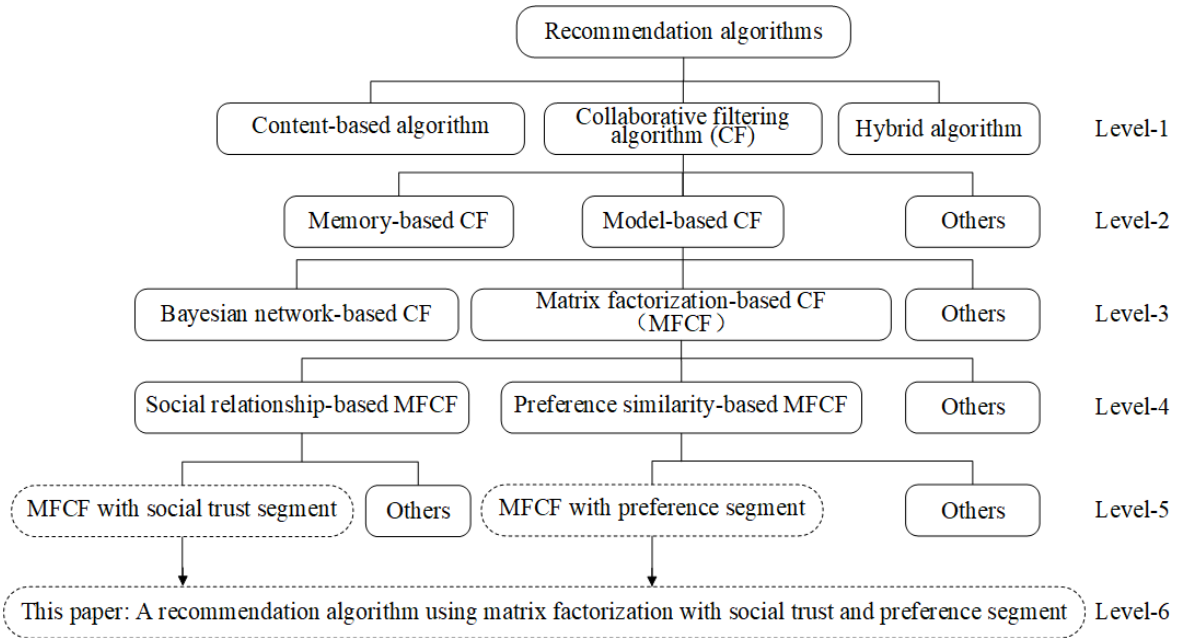 Recommendation algorithms
Content-based algorithm
Collaborative filtering
algorithm (CF)
Hybrid algorithm
Level-1
Memory-based CF
Model-based CF
Others
Level-2
Bayesian network-based CF
Matrix factorization-based CF
（MFCF）
Others
Level-3
Social relationship-based MFCF
Preference similarity-based MFCF
Others
Level-4
MFCF with social trust segment
Others
MFCF with preference segment
Others
Level-5
This paper: A recommendation algorithm using matrix factorization with social trust and preference segment
Level-6